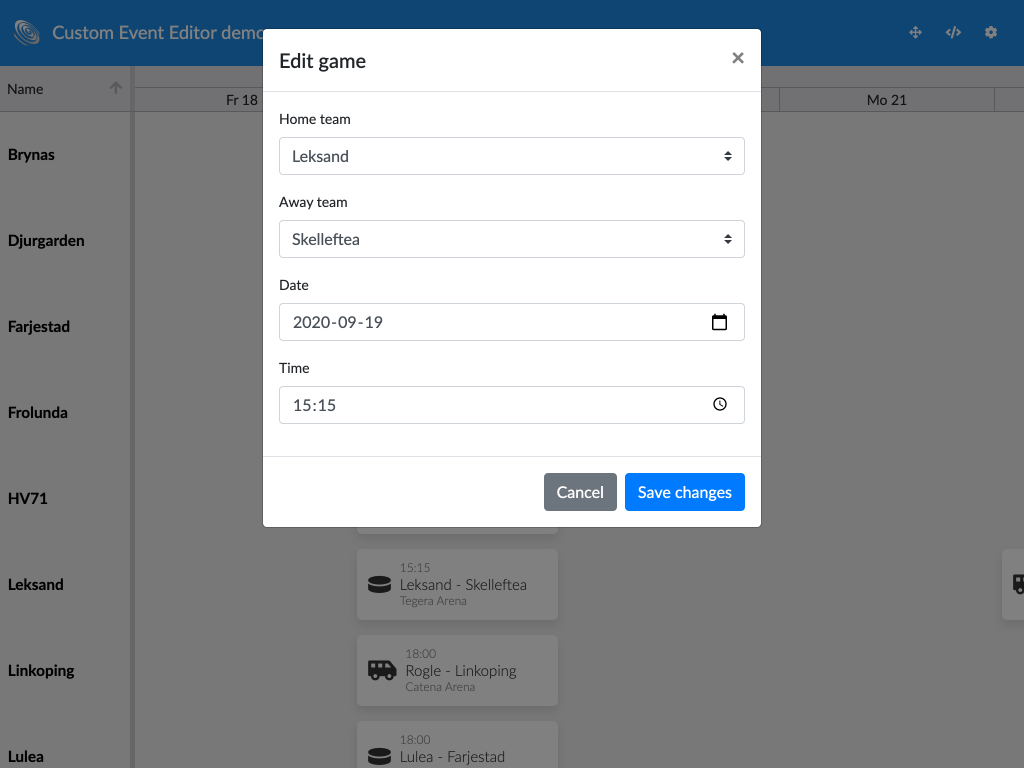 Custom Event Editor demo
Edit game
×
Name
Fr 18
Mo 21
Home team
Leksand
Away team
Skelleftea
Date
2020-09-19
Time
15:15
Cancel
Save changes
Brynas
Djurgarden
Farjestad
Frolunda
HV71
Leksand
15:15
Leksand - Skelleftea
Tegera Arena
Linkoping
18:00
Rogle - Linkoping
Catena Arena
Lulea
18:00
Lulea - Farjestad